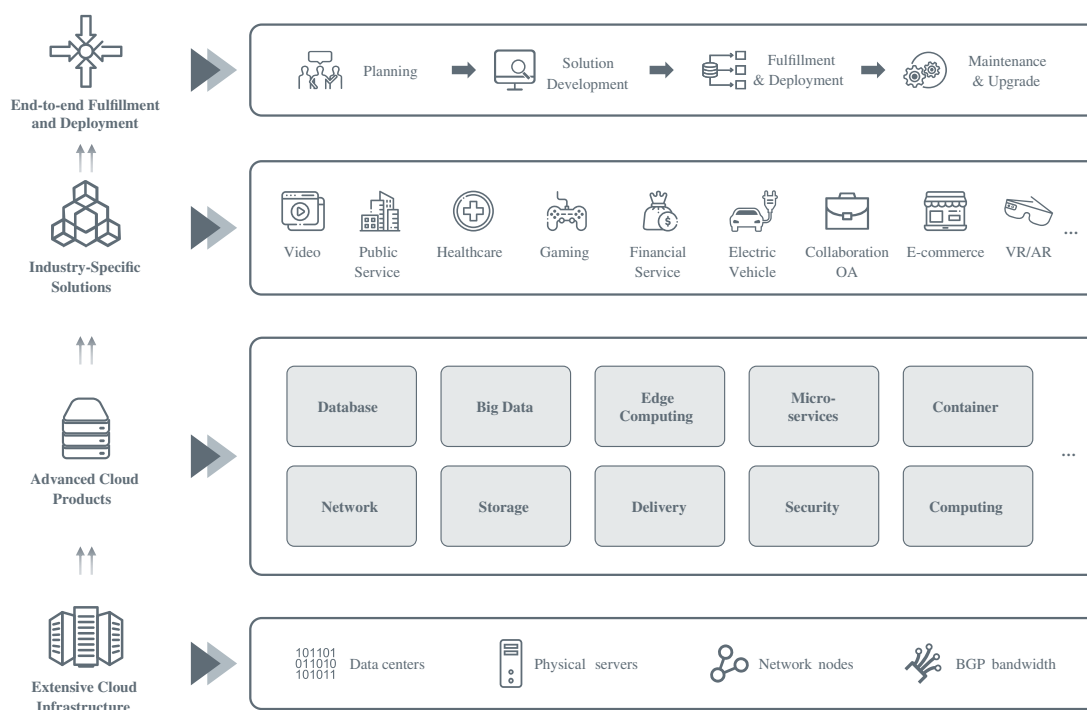 End-to-end Fulfillment
and Deployment
Planning
Solution
Development
Fulfillment
& Deployment
Maintenance
& Upgrade
Industry-Specific
Solutions
Video
Public
Service
Healthcare
Gaming
Financial
Service
Electric
Vehicle
Collaboration
OA
E-commerce
VR/AR
...
Advanced Cloud
Products
Database
Big Data
Edge
Computing
Micro-
services
Container
...
Network
Storage
Delivery
Security
Computing
Extensive Cloud
Infrastructure
101101
011010
101011
Data centers
Physical servers
Network nodes
BGP bandwidth